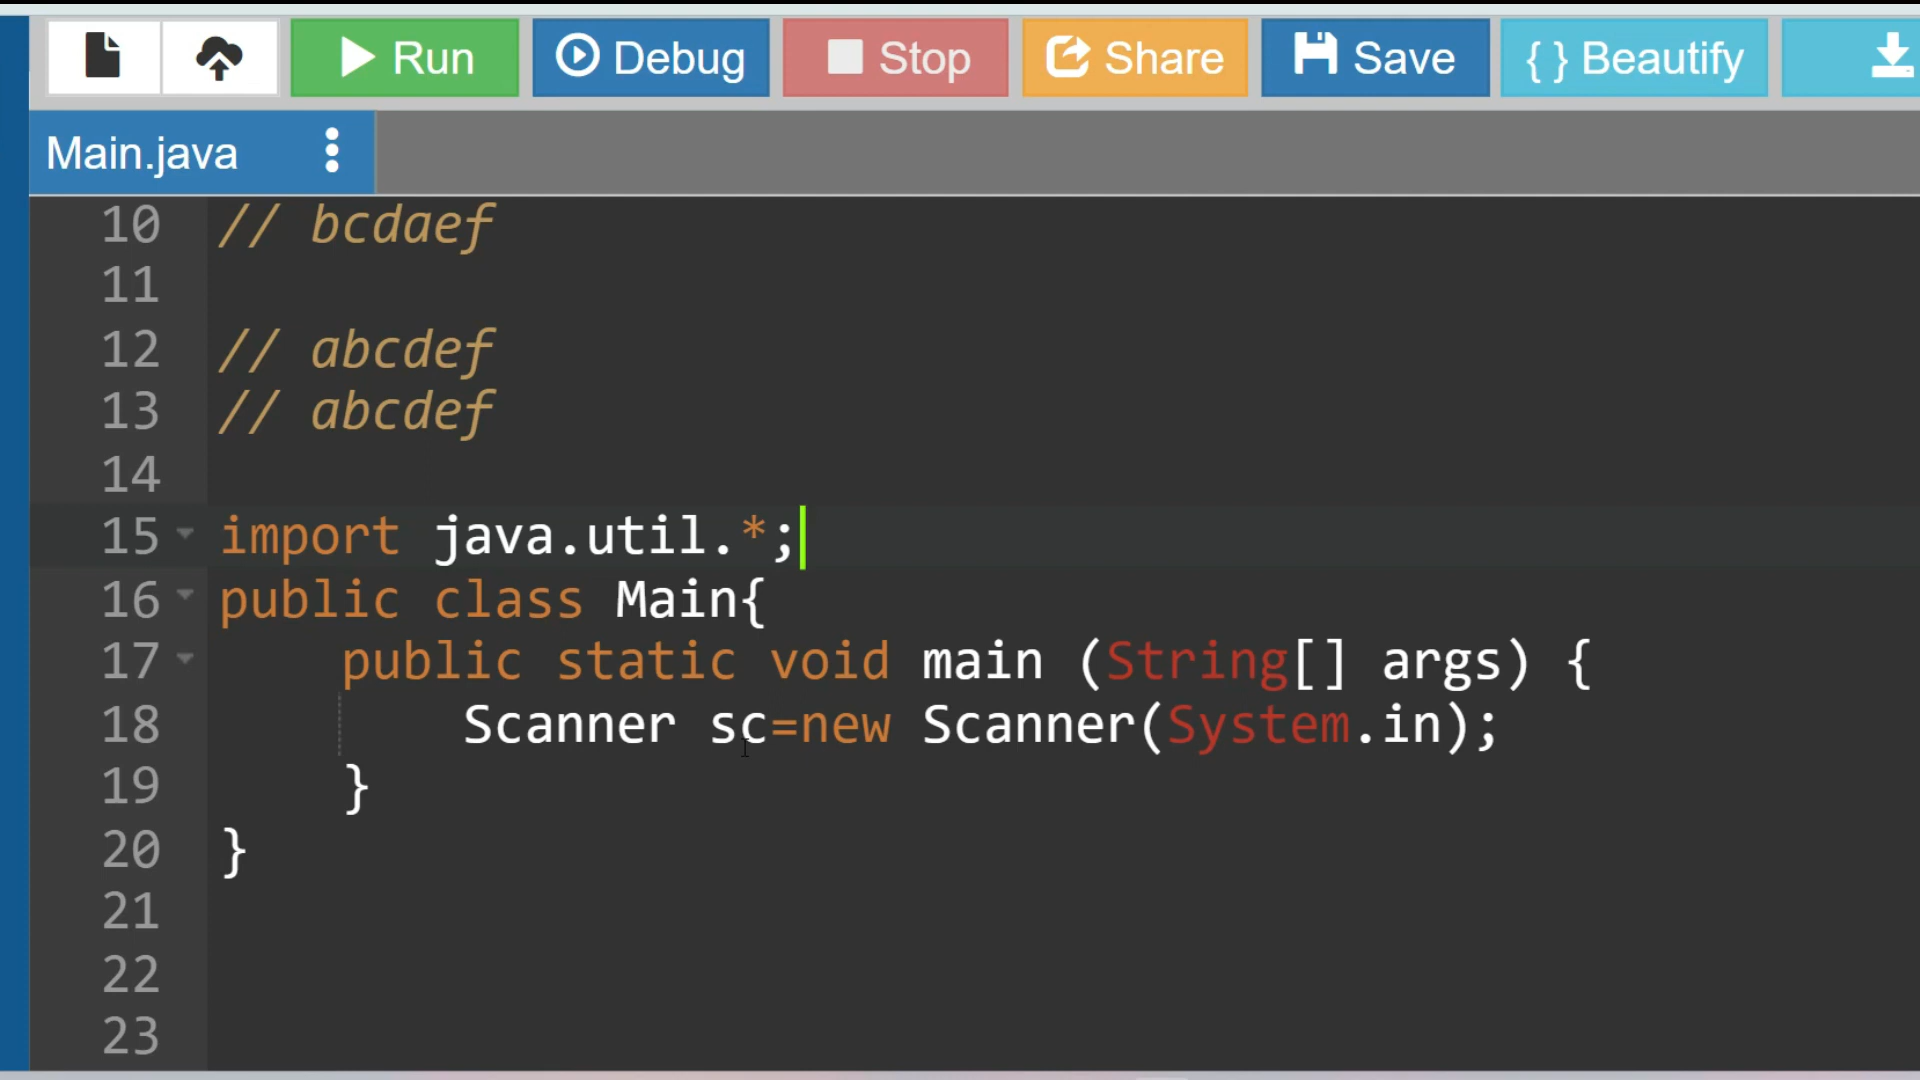 Run Debug Stop Share Save { } Beautify
Main.java
10 // bcdaef
11
12 // abcdef
13 // abcdef
14
15 import java.util.*;
16 public class Main{
17 public static void main (String[] args) {
18 Scanner sc=new Scanner(System.in);
19 }
20 }
21
22
23